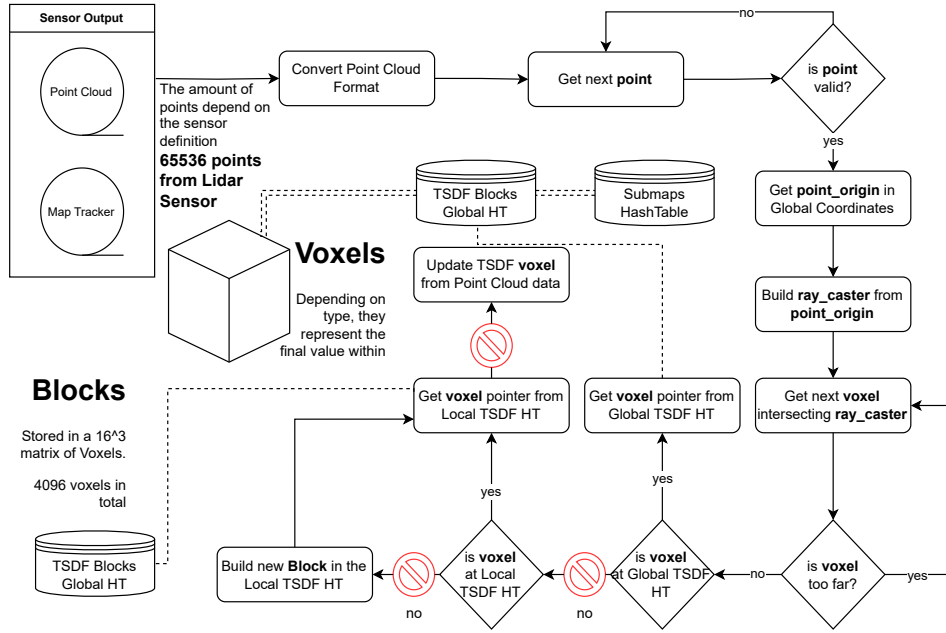 Sensor Output
Point Cloud
Map Tracker
The amount of
points depend on
the sensor
definition
65536 points
from Lidar
Sensor
Convert Point Cloud
Format
Get next point
no
is point
valid?
yes
Get point_origin in
Global Coordinates
Build ray_caster from
point_origin
Get next voxel
intersecting ray_caster
TSDF Blocks
Global HT
Submaps
HashTable
Voxels
Depending on
type, they
represent the
final value within
Update TSDF voxel
from Point Cloud data
Blocks
Stored in a 16^3
matrix of Voxels.
4096 voxels in
total
TSDF Blocks
Global HT
Get voxel pointer from
Local TSDF HT
Get voxel pointer from
Global TSDF HT
yes
yes
Build new Block in the
Local TSDF HT
no
is voxel
at Local
TSDF HT
no
is voxel
at Global TSDF
HT
no
is voxel
too far?
yes